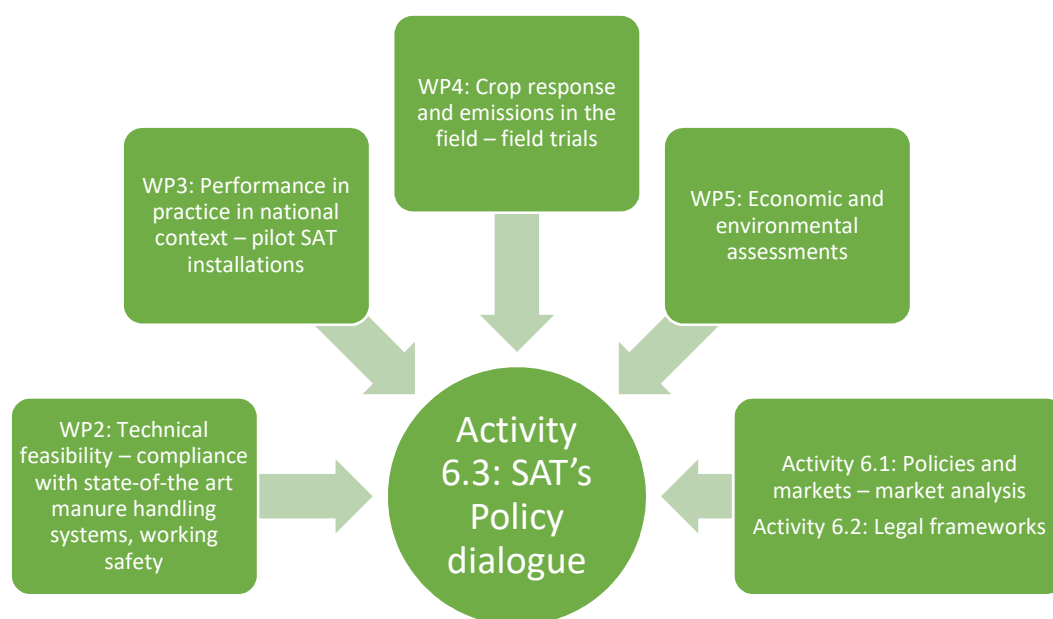 WP4: Crop response
and emissions in the
field – field trials
WP3: Performance in
practice in national
context – pilot SAT
installations
WP5: Economic and
environmental
assessments
WP2: Technical
feasibility – compliance
with state-of-the art
manure handling
systems, working
safety
Activity
6.3: SAT’s
Policy
dialogue
Activity 6.1: Policies and
markets – market analysis
Activity 6.2: Legal frameworks